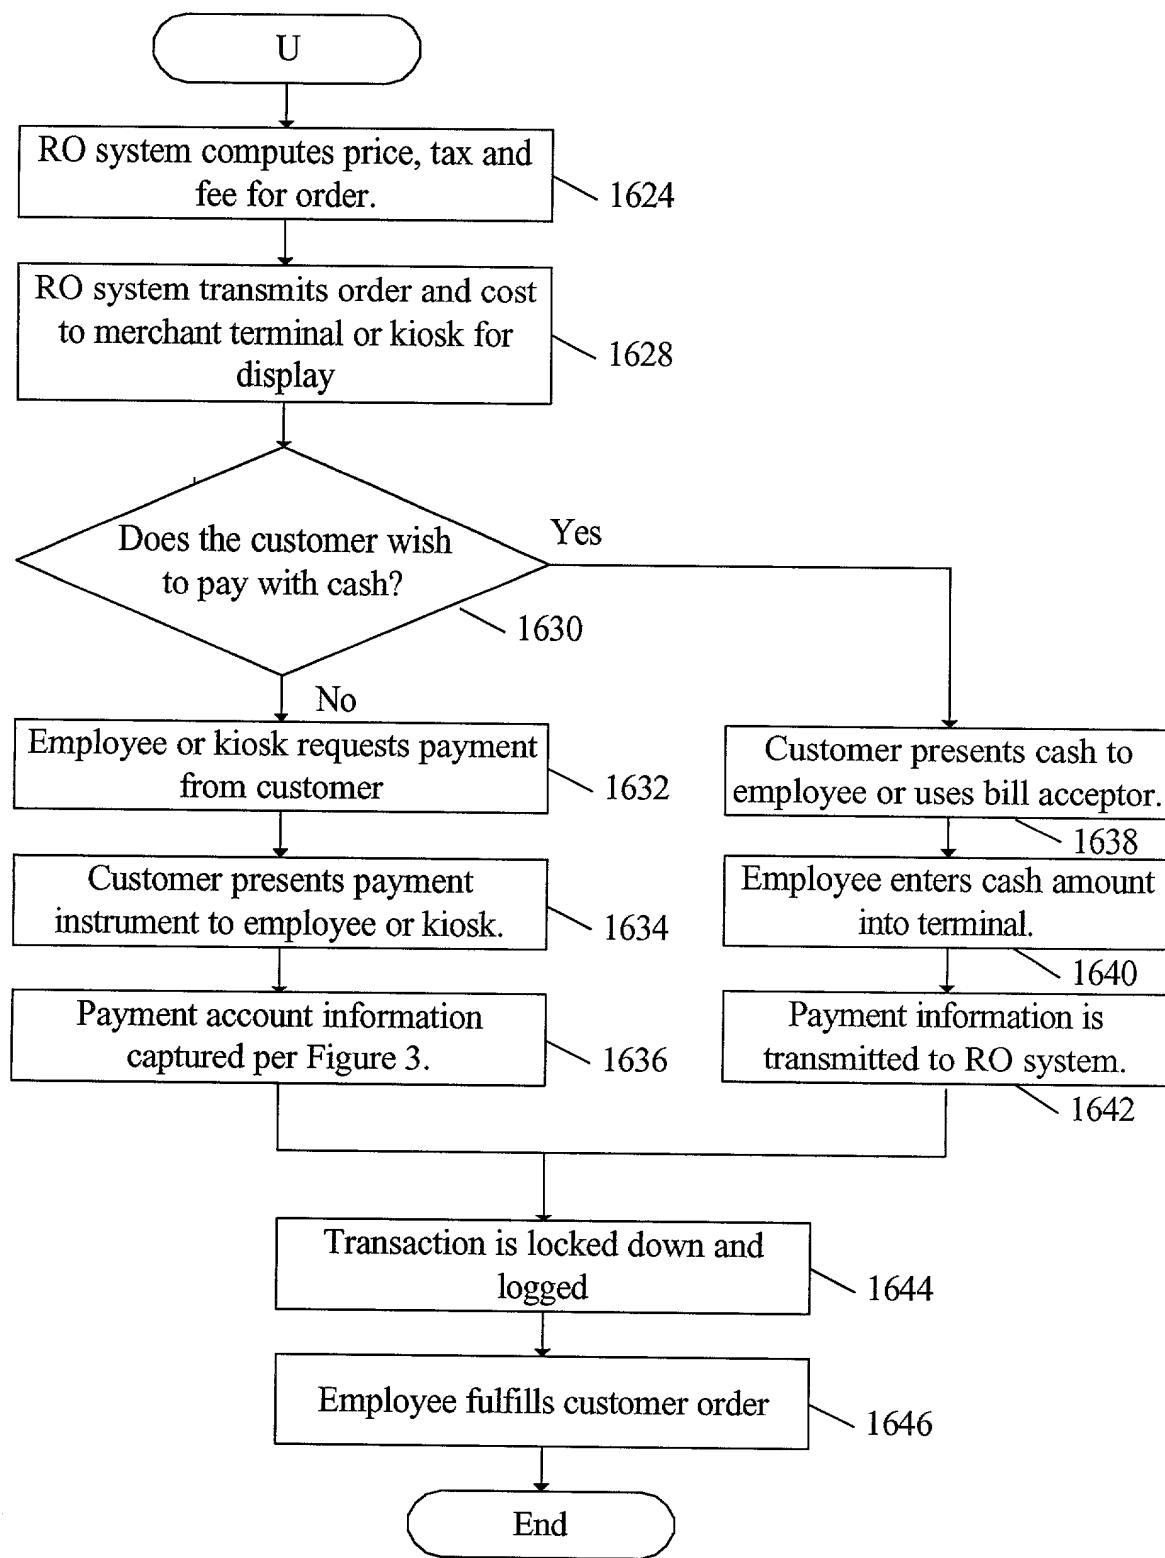 U
RO system computes price, tax and
fee for order.
1624
RO system transmits order and cost
to merchant terminal or kiosk for
display
1628
Does the customer wish
to pay with cash?
Yes
1630
No
Employee or kiosk requests payment
from customer
1632
Customer presents payment
instrument to employee or kiosk.
1634
Payment account information
captured per Figure 3.
1636
Customer presents cash to
employee or uses bill acceptor.
1638
Employee enters cash amount
into terminal.
1640
Payment information is
transmitted to RO system.
1642
Transaction is locked down and
logged
1644
Employee fulfills customer order
1646
End